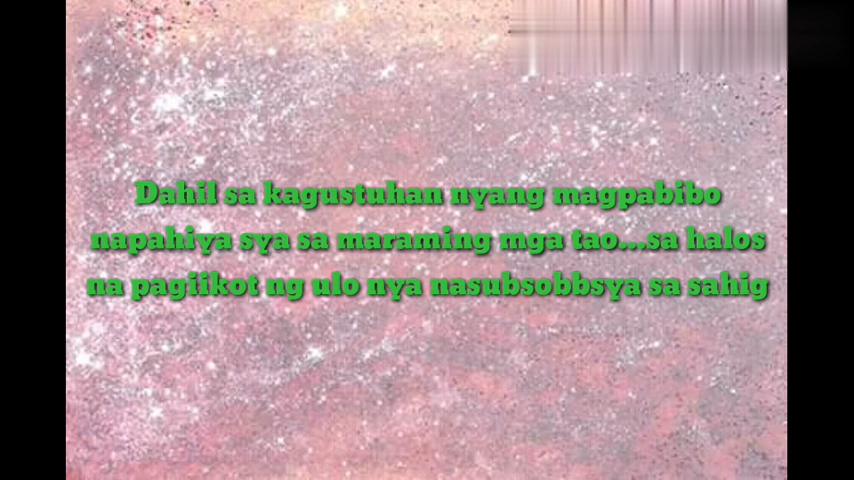 Dahil sa kagustuhan nyang magpabibo
napahiya sya sa maraming mga tao...sa halos
na pagiikot ng ulo nya nasubsobbsya sa sahig